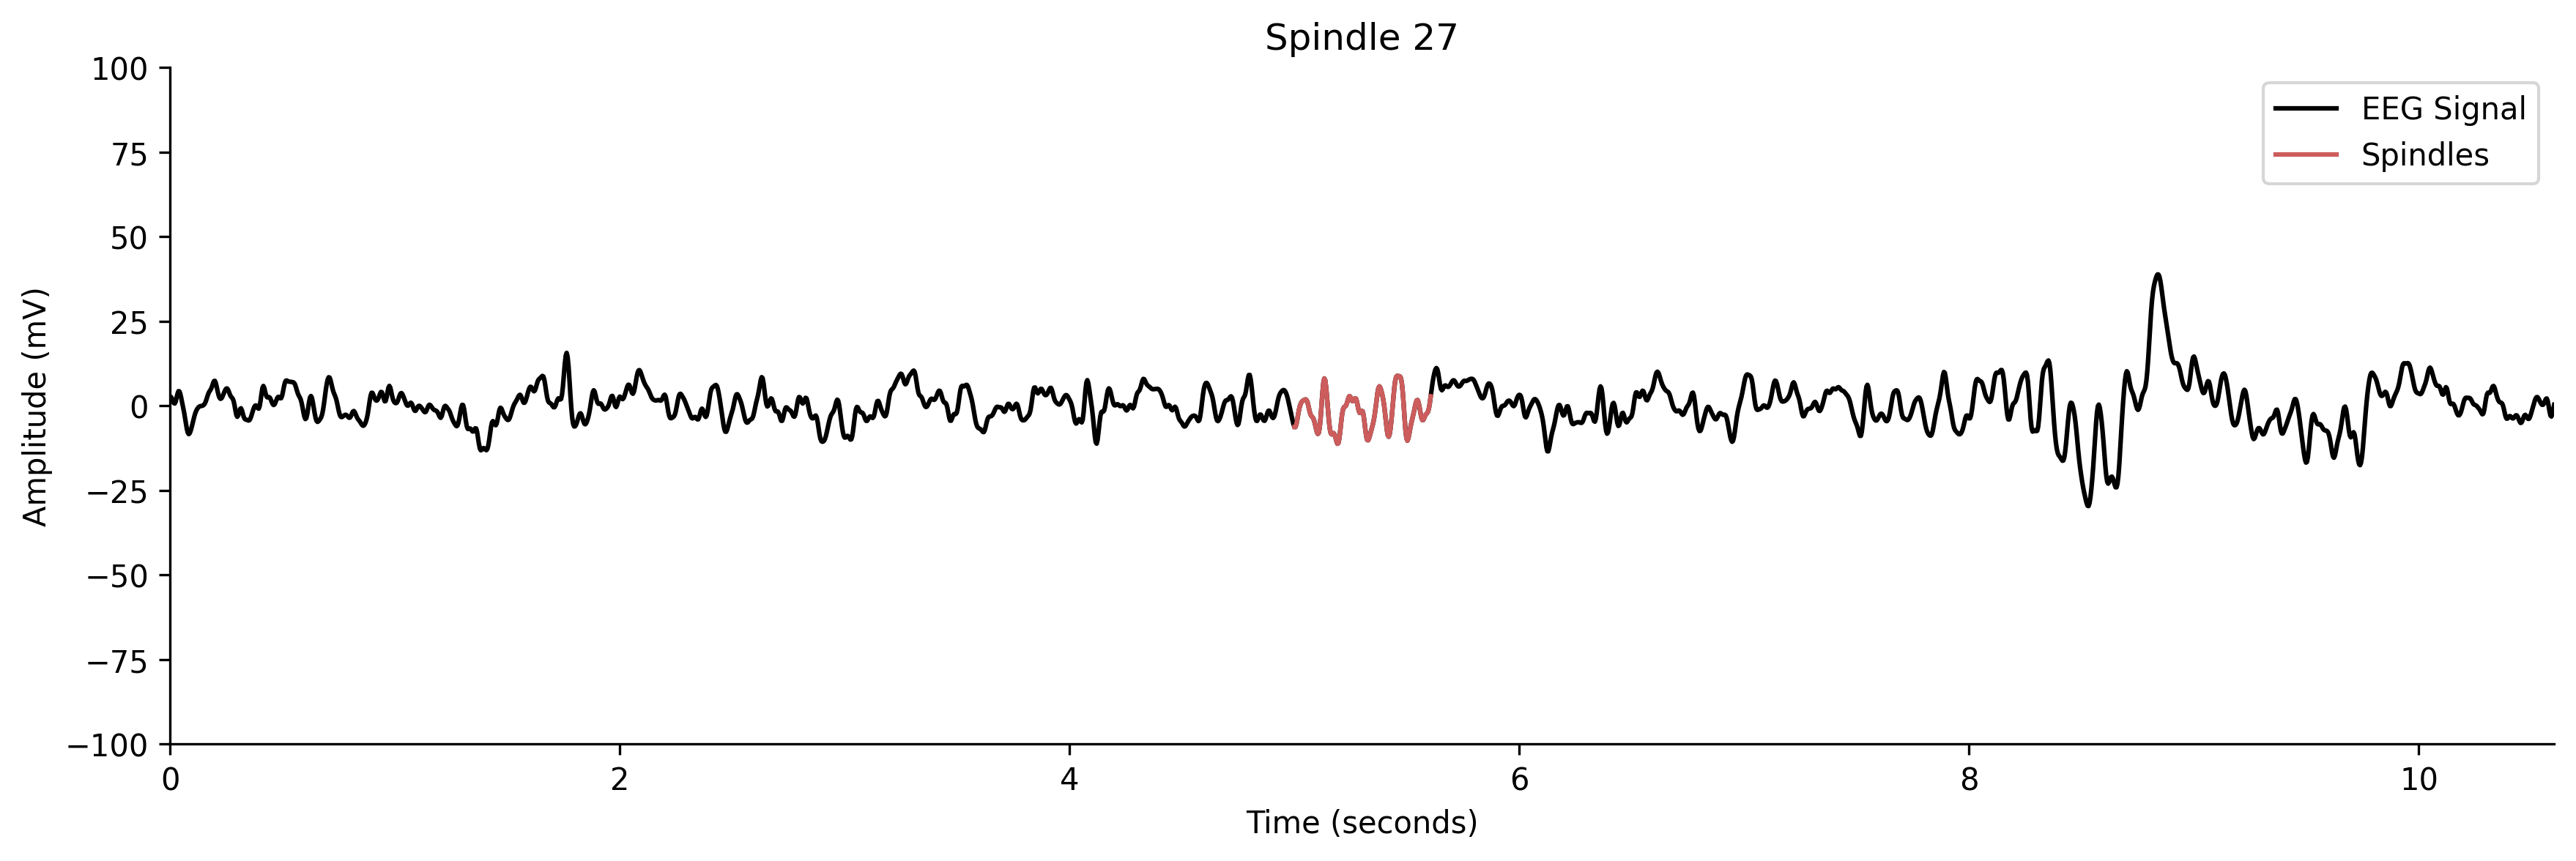 Spindle 27
100
75
50
25
0
−25
−50
−75
−100
Amplitude (mV)
EEG Signal
Spindles
0 2 4 6 8 10
Time (seconds)